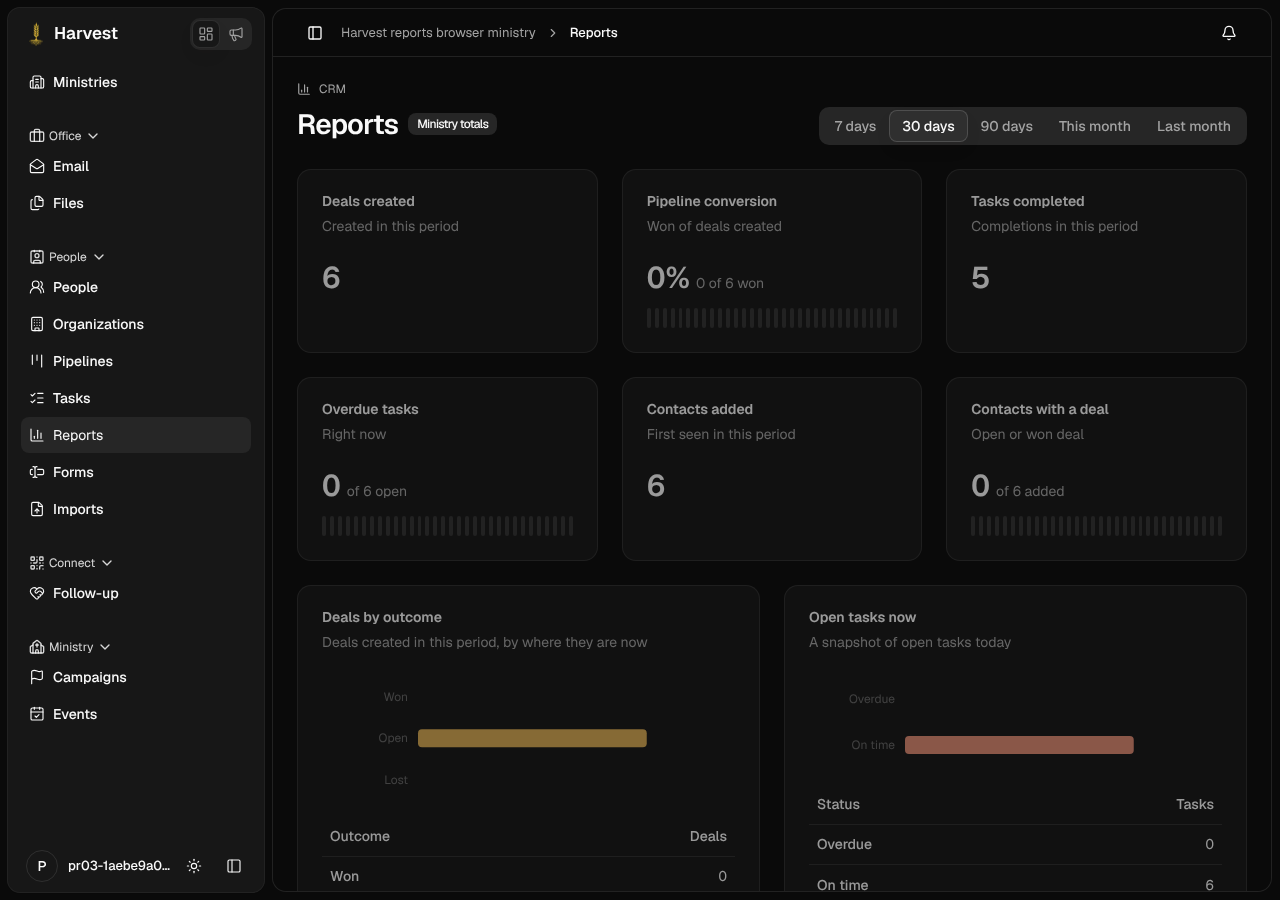 Harvest
Ministries
Office
Email
Files
People
People
Organizations
Pipelines
Tasks
Reports
Forms
Imports
Connect
Follow-up
Ministry
Campaigns
Events
P pr03-1aebe9a0...
Harvest reports browser ministry > Reports
CRM
Reports Ministry totals
7 days 30 days 90 days This month Last month
Deals created
Created in this period
6
Pipeline conversion
Won of deals created
0% 0 of 6 won
Tasks completed
Completions in this period
5
Overdue tasks
Right now
0 of 6 open
Contacts added
First seen in this period
6
Contacts with a deal
Open or won deal
0 of 6 added
Deals by outcome
Deals created in this period, by where they are now
Won
Open
Lost
Outcome Deals
Won 0
Open tasks now
A snapshot of open tasks today
Overdue
On time
Status Tasks
Overdue 0
On time 6